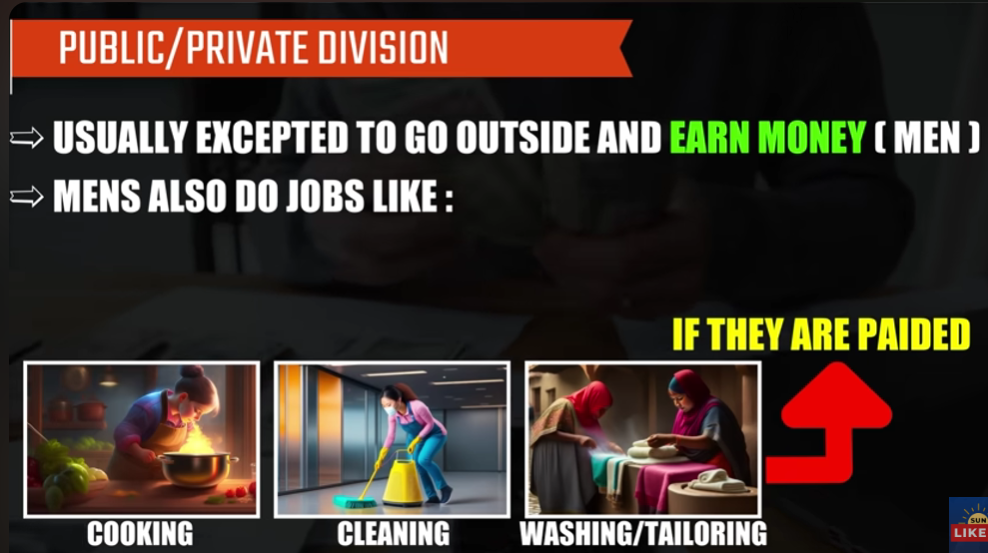 PUBLIC/PRIVATE DIVISION
⇨ USUALLY EXCEPTED TO GO OUTSIDE AND EARN MONEY ( MEN )
⇨ MENS ALSO DO JOBS LIKE :
IF THEY ARE PAIDED
COOKING
CLEANING
WASHING/TAILORING
SUN
LIKE